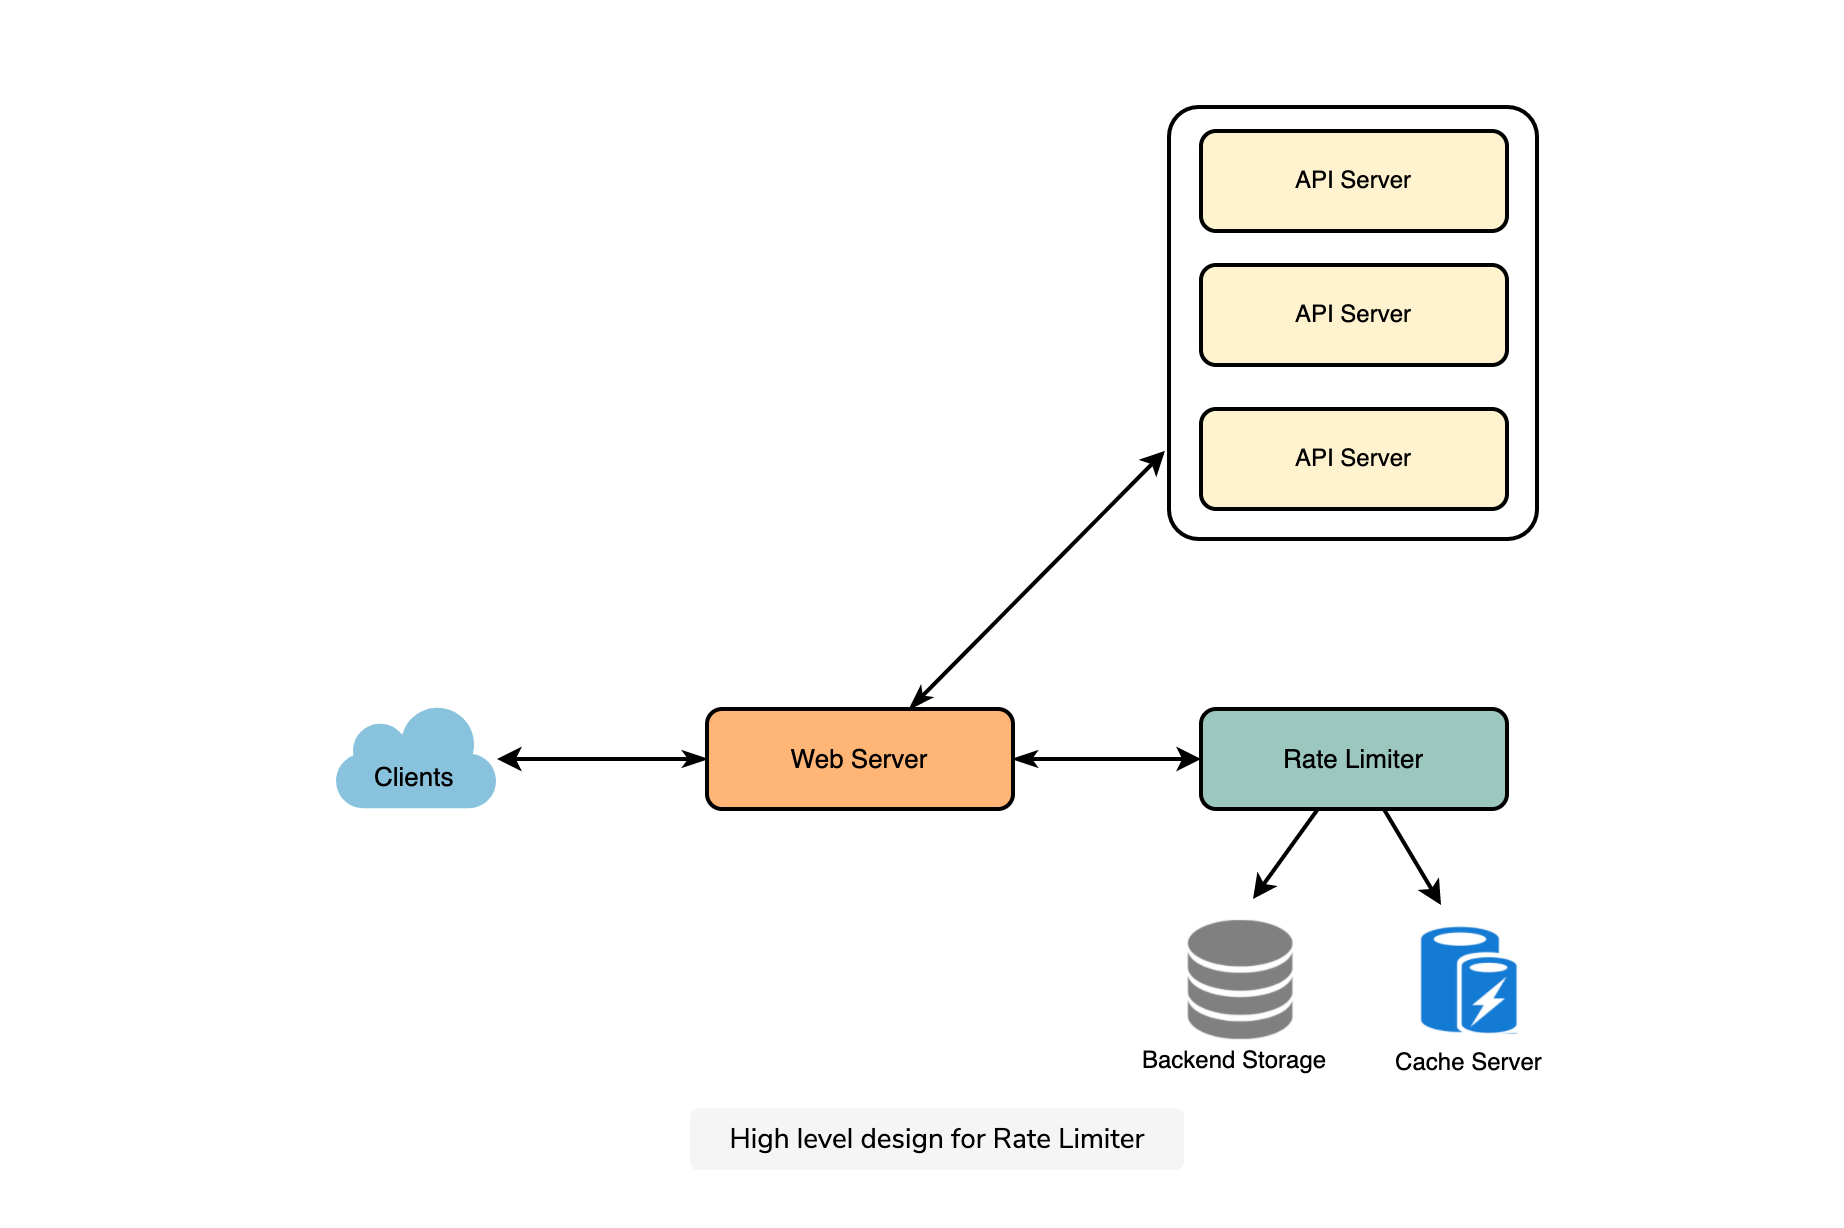 API Server
API Server
API Server
Clients
Web Server
Rate Limiter
Backend Storage
Cache Server
High level design for Rate Limiter